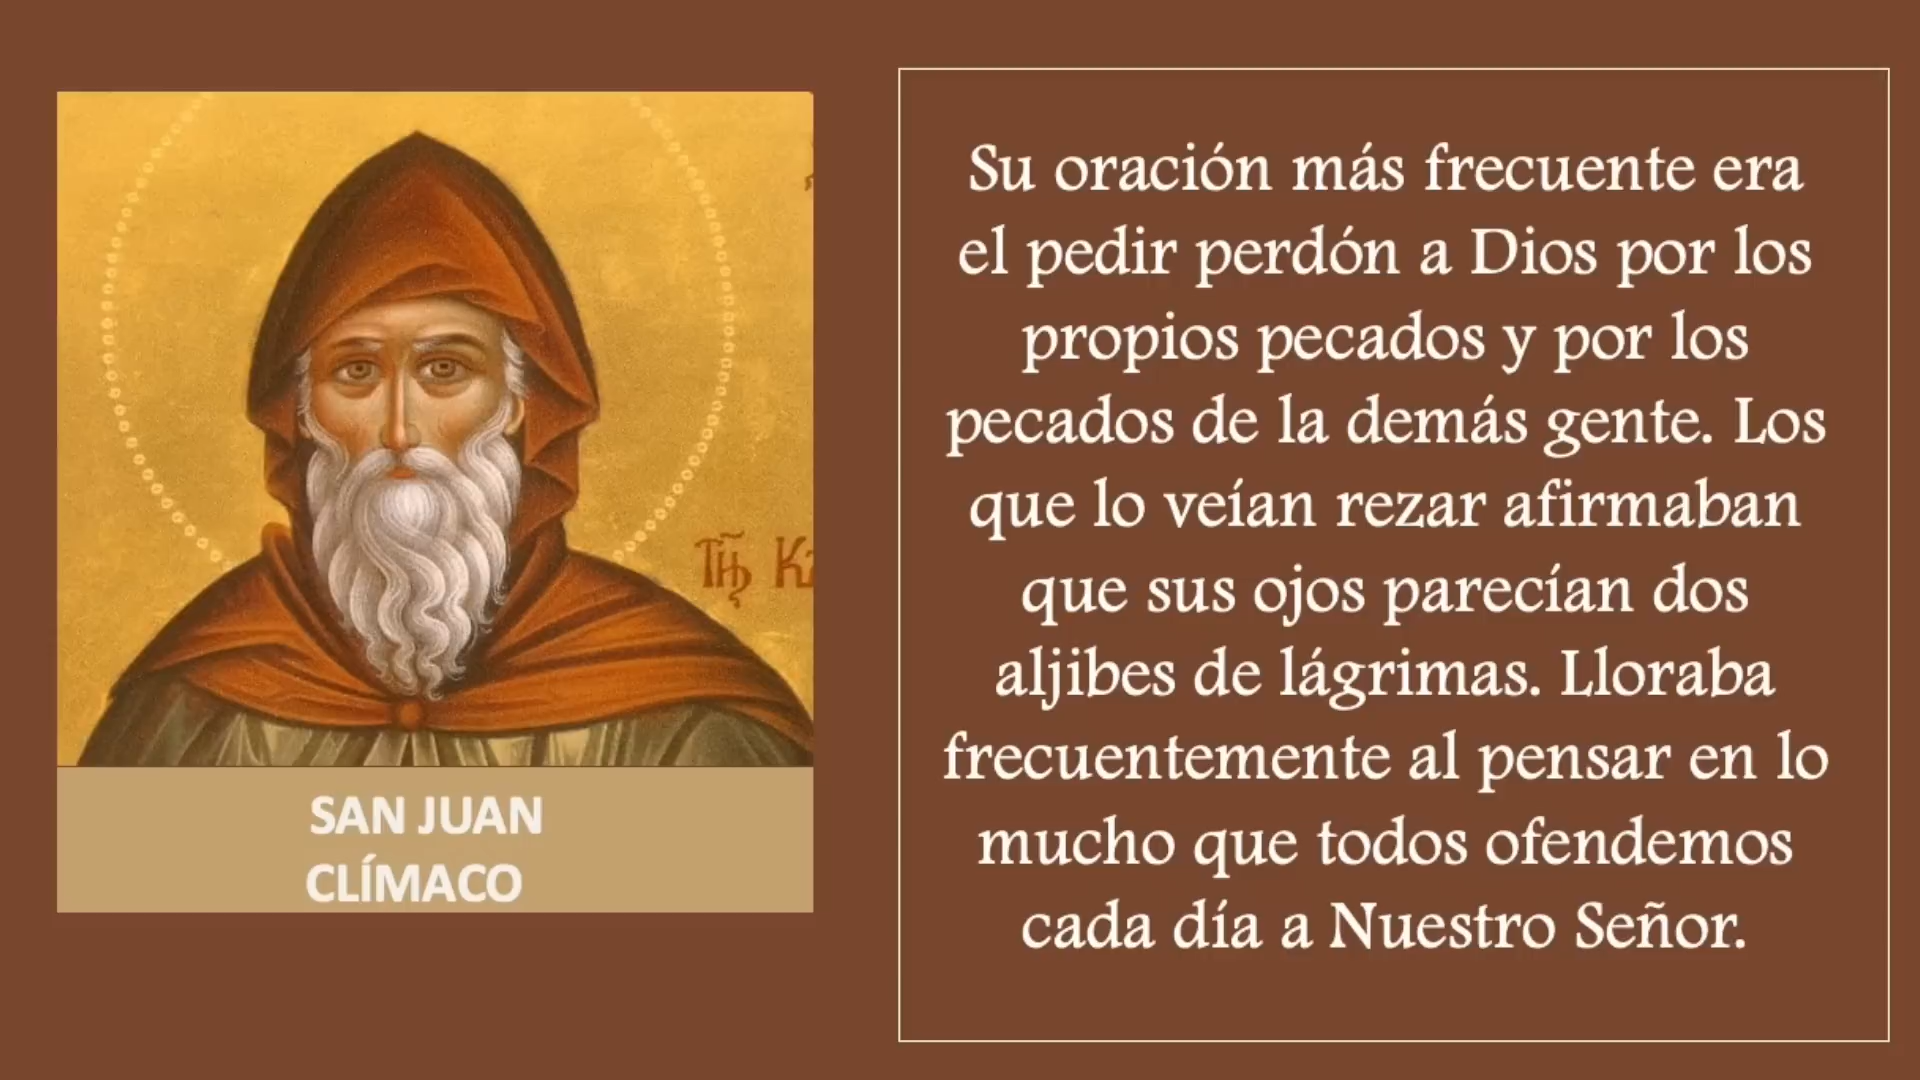 Su oración más frecuente era
el pedir perdón a Dios por los
propios pecados y por los
pecados de la demás gente. Los
que lo veían rezar afirmaban
que sus ojos parecían dos
aljibes de lágrimas. Lloraba
frecuentemente al pensar en lo
mucho que todos ofendemos
cada día a Nuestro Señor.
SAN JUAN
CLÍMACO